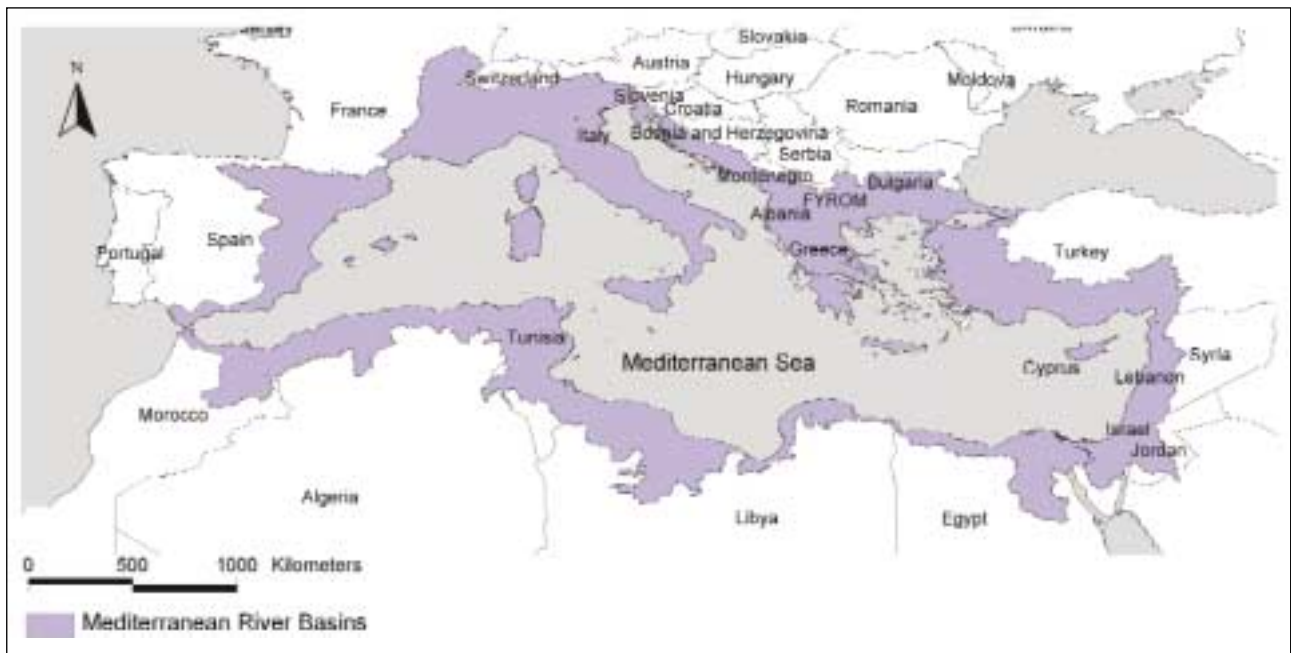 N
Slovakia
Austria
Switzerland
Hungary
Moldova
Slovenia
Romania
France
Croatia
Italy
Bosnia and Herzegovina
Serbia
Montenegro
Bulgaria
FYROM
Albania
Spain
Portugal
Greece
Turkey
Tunisia
Mediterranean Sea
Cyprus
Syria
Lebanon
Morocco
Israel
Jordan
Algeria
Libya
Egypt
0 500 1000 Kilometers
Mediterranean River Basins